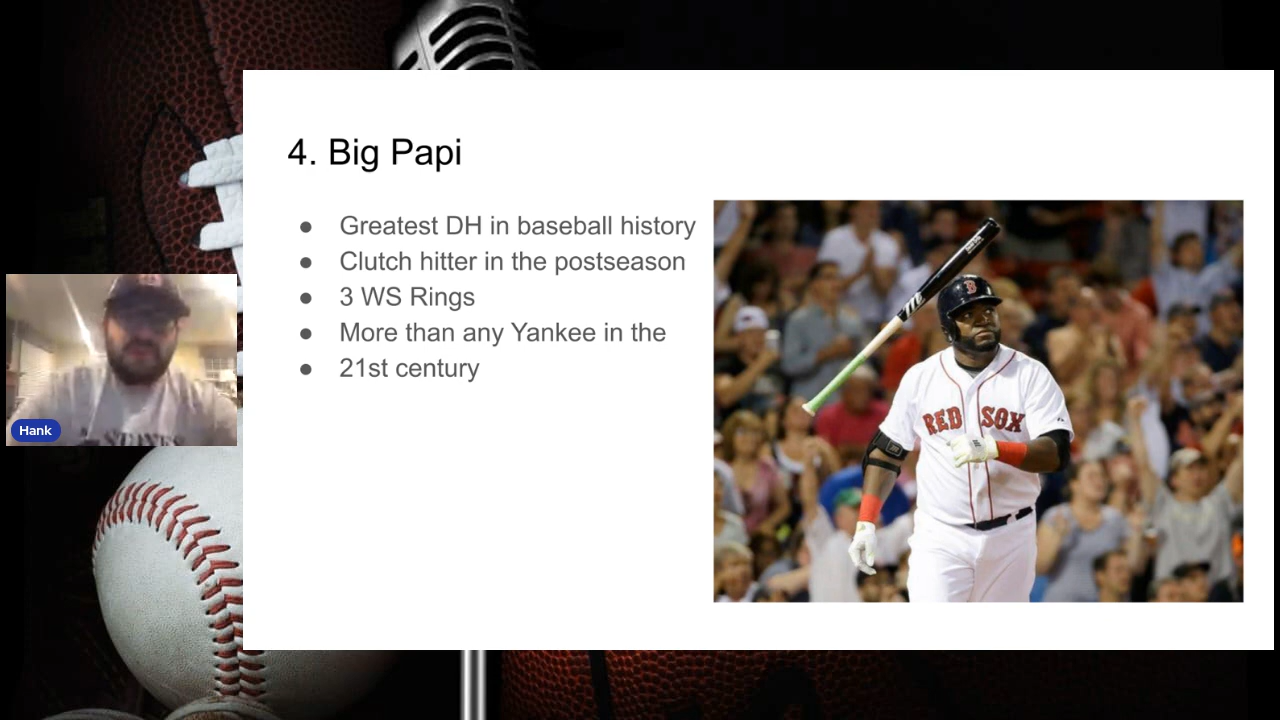 4. Big Papi
● Greatest DH in baseball history
● Clutch hitter in the postseason
● 3 WS Rings
● More than any Yankee in the
● 21st century
RED SOX
B
Hank